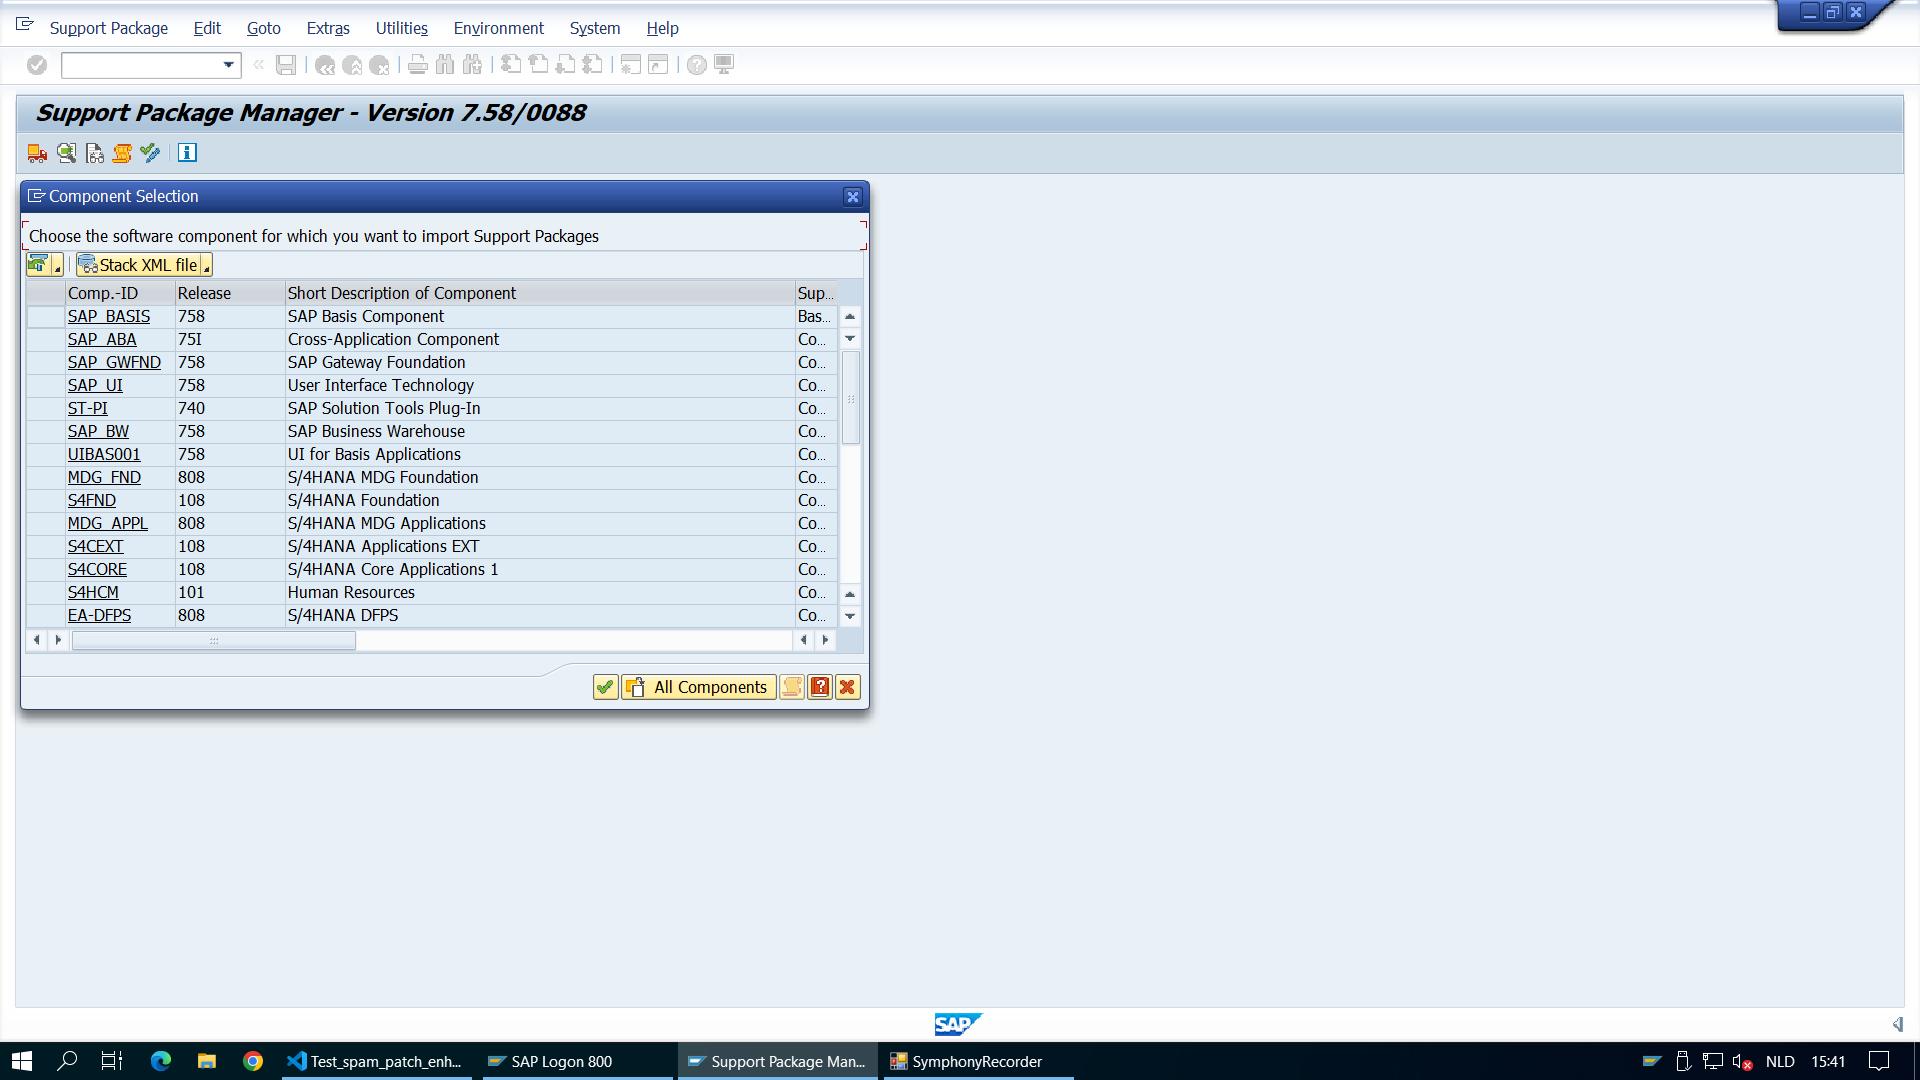 Support Package Edit Goto Extras Utilities Environment System Help
Support Package Manager - Version 7.58/0088
Component Selection
Choose the software component for which you want to import Support Packages
Stack XML file
Comp.-ID Release Short Description of Component Sup...
SAP_BASIS 758 SAP Basis Component Bas...
SAP_ABA 75I Cross-Application Component Co...
SAP_GWFND 758 SAP Gateway Foundation Co...
SAP_UI 758 User Interface Technology Co...
ST-PI 740 SAP Solution Tools Plug-In Co...
SAP_BW 758 SAP Business Warehouse Co...
UIBAS001 758 UI for Basis Applications Co...
MDG_FND 808 S/4HANA MDG Foundation Co...
S4FND 108 S/4HANA Foundation Co...
MDG_APPL 808 S/4HANA MDG Applications Co...
S4CEXT 108 S/4HANA Applications EXT Co...
S4CORE 108 S/4HANA Core Applications 1 Co...
S4HCM 101 Human Resources Co...
EA-DFPS 808 S/4HANA DFPS Co...
All Components
SAP
Test_spam_patch_enh... SAP Logon 800 Support Package Man... SymphonyRecorder NLD 15:41